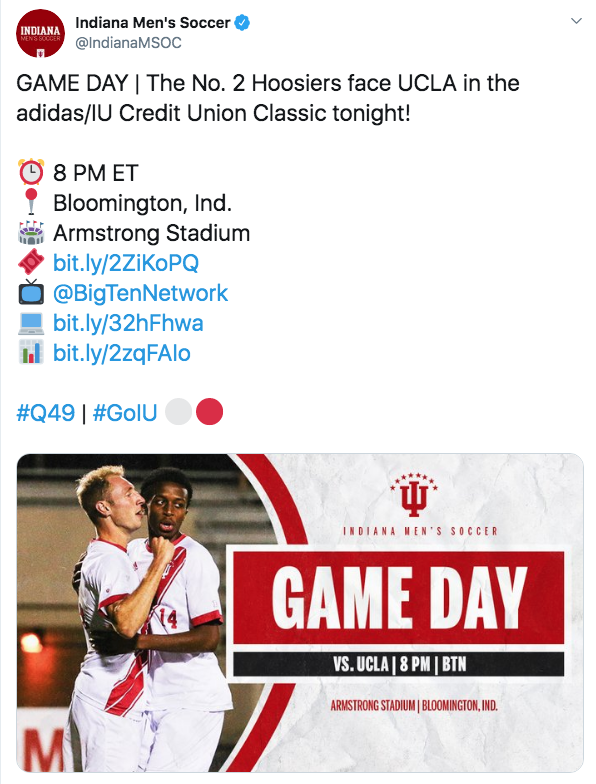 INDIANA
MEN'S SOCCER
Indiana Men's Soccer
@IndianaMSOC
GAME DAY | The No. 2 Hoosiers face UCLA in the
adidas/IU Credit Union Classic tonight!
8 PM ET
Bloomington, Ind.
Armstrong Stadium
bit.ly/2ZiKoPQ
@BigTenNetwork
bit.ly/32hFhwa
bit.ly/2zqFAlo
#Q49 | #GoIU
INDIANA MEN'S SOCCER
GAME DAY
VS. UCLA | 8 PM | BTN
ARMSTRONG STADIUM | BLOOMINGTON, IND.
14
M